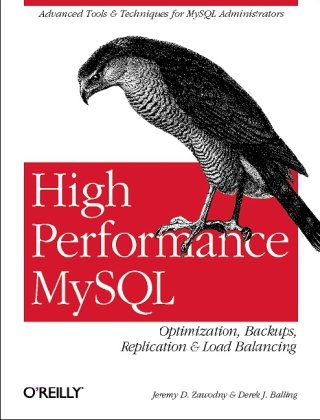 Advanced Tools & Techniques for MySQL Administrators
High
Performance
MySQL
Optimization, Backups,
Replication & Load Balancing
O'REILLY
Jeremy D. Zawodny & Derek J. Balling